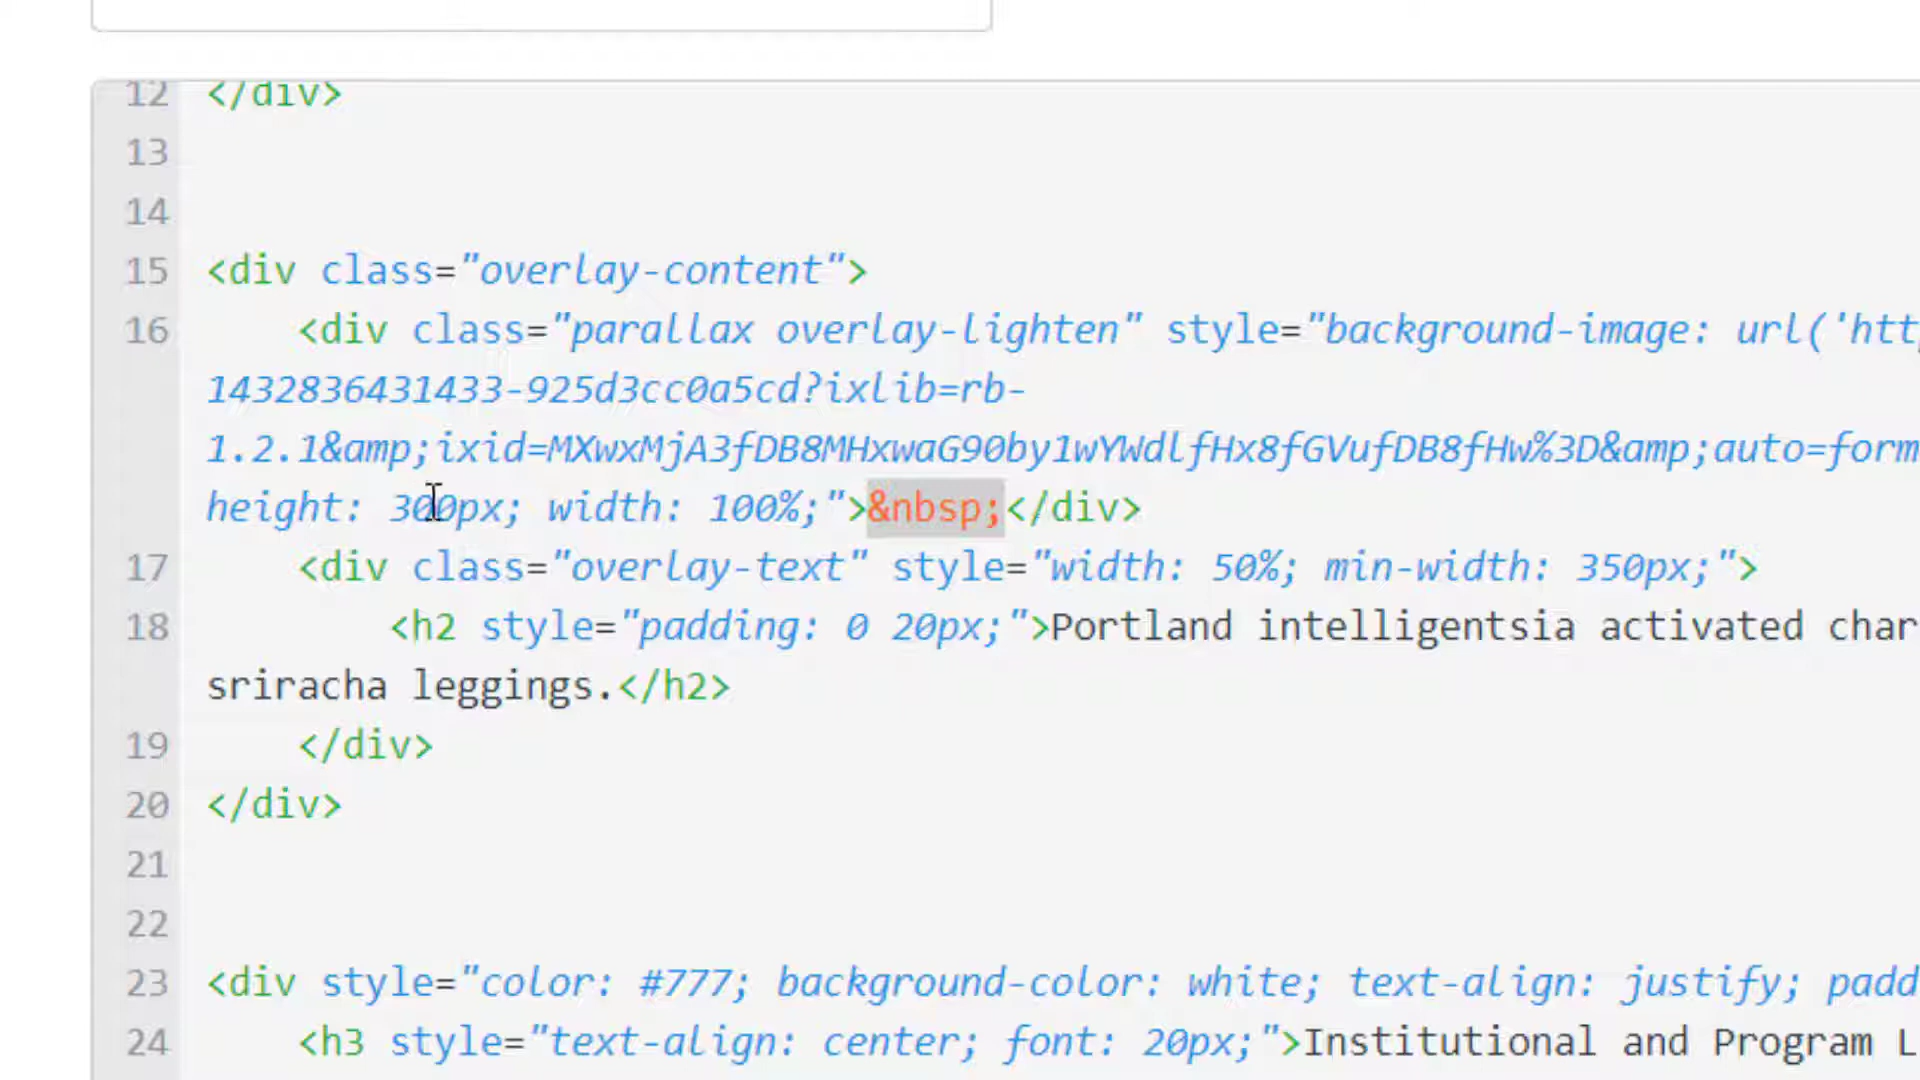 12 </div>
13
14
15 <div class="overlay-content">
16 <div class="parallax overlay-lighten" style="background-image: url('htt
1432836431433-925d3cc0a5cd?ixlib=rb-
1.2.1&amp;ixid=MXwxMjA3fDB8MHxwaG90by1wYWdlfHx8fGVufDB8fHw%3D&amp;auto=form
height: 300px; width: 100%;">&nbsp;</div>
17 <div class="overlay-text" style="width: 50%; min-width: 350px;">
18 <h2 style="padding: 0 20px;">Portland intelligentsia activated char
sriracha leggings.</h2>
19 </div>
20 </div>
21
22
23 <div style="color: #777; background-color: white; text-align: justify; padd
24 <h3 style="text-align: center; font: 20px;">Institutional and Program L